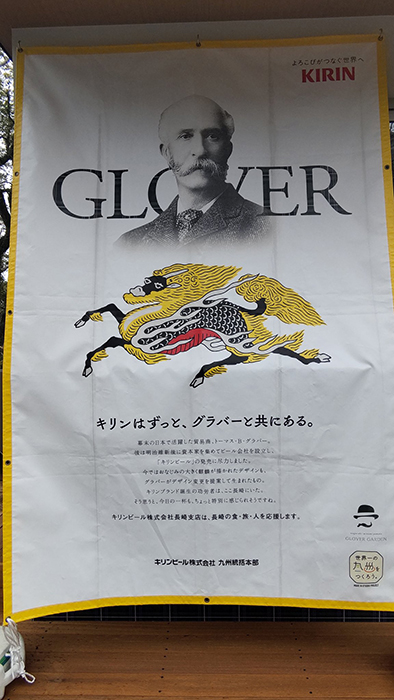 よろこびがつなぐ世界へ
KIRIN
GLOVER
キリンはずっと、グラバーと共にある。
幕末の日本で活躍した貿易商、トーマス・B・グラバー。
彼は明治維新後に資本家を集めてビール会社を設立し、
「キリンビール」の発売に尽力しました。
今ではおなじみの大きく麒麟が描かれたデザインも、
グラバーがデザイン変更を提案して生まれたもの。
キリンブランド誕生の功労者は、ここ長崎にいた。
そう思うと、今日の一杯も、ちょっと特別に感じられそうです。
キリンビール株式会社長崎支店は、長崎の食・旅・人を応援します。
GLOVER GARDEN
キリンビール株式会社 九州統括本部
世界一の
九州を
つくろう。